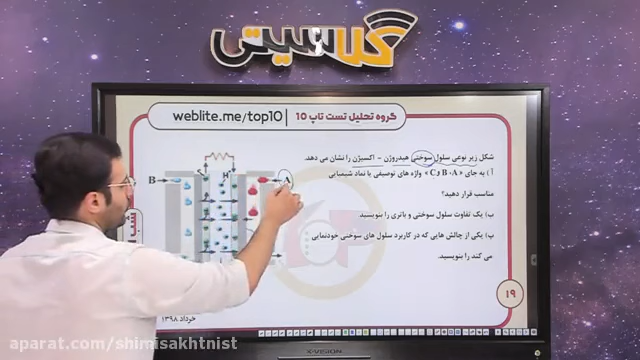 کلاسیتی
گروه تحلیل تست تاپ 10 | weblite.me/top10
شکل زیر نوعی سلول سوختی هیدروژن - اکسیژن را نشان می دهد.
آ) به جای «A، B و C» واژه های توصیفی یا نماد شیمیایی
مناسب قرار دهید؟
ب) یک تفاوت سلول سوختی و باتری را بنویسید.
پ) یکی از چالش هایی که در کاربرد سلول های سوختی خودنمایی
می کند را بنویسید.
B
A
۱۹
خرداد ۱۳۹۸
X-VISION
aparat.com/shimisakhtnist